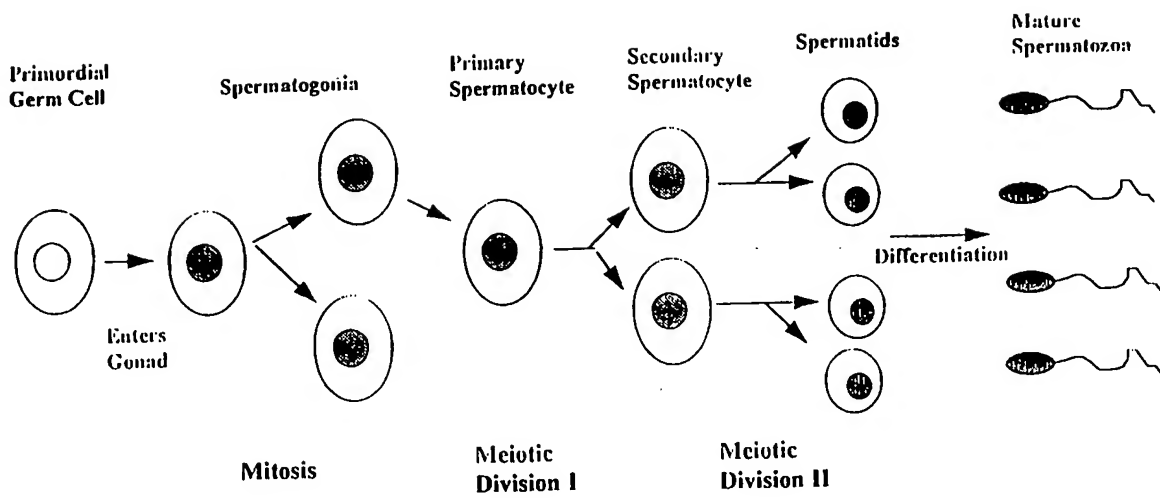 Primordial
Germ Cell
Spermatogonia
Primary
Spermatocyte
Secondary
Spermatocyte
Spermatids
Mature
Spermatozoa
Enters
Gonad
Differentiation
Mitosis
Meiotic
Division I
Meiotic
Division II